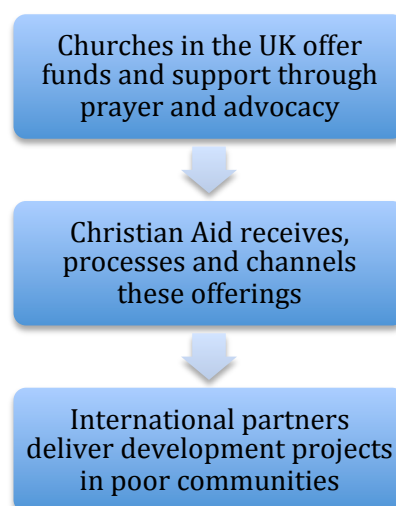 Churches in the UK offer
funds and support through
prayer and advocacy
Christian Aid receives,
processes and channels
these offerings
International partners
deliver development projects
in poor communities